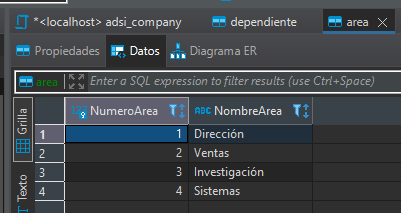 *<localhost> adsi_company dependiente area
Propiedades Datos Diagrama ER
area Enter a SQL expression to filter results (use Ctrl+Space)
Grilla
Texto
NumeroArea ABC NombreArea
1 1 Dirección
2 2 Ventas
3 3 Investigación
4 4 Sistemas